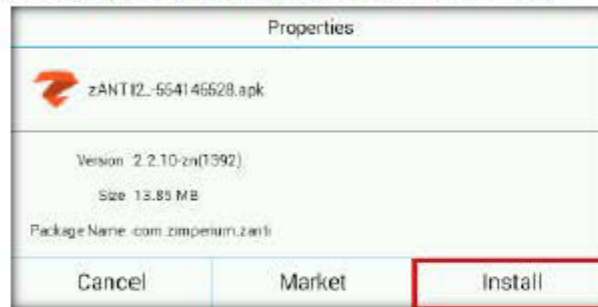 Properties
zANTI2_-554145528.apk
Version 2.2.10-zn(1392)
Size 13.85 MB
Package Name com.zimperium.zanti
Cancel
Market
Install